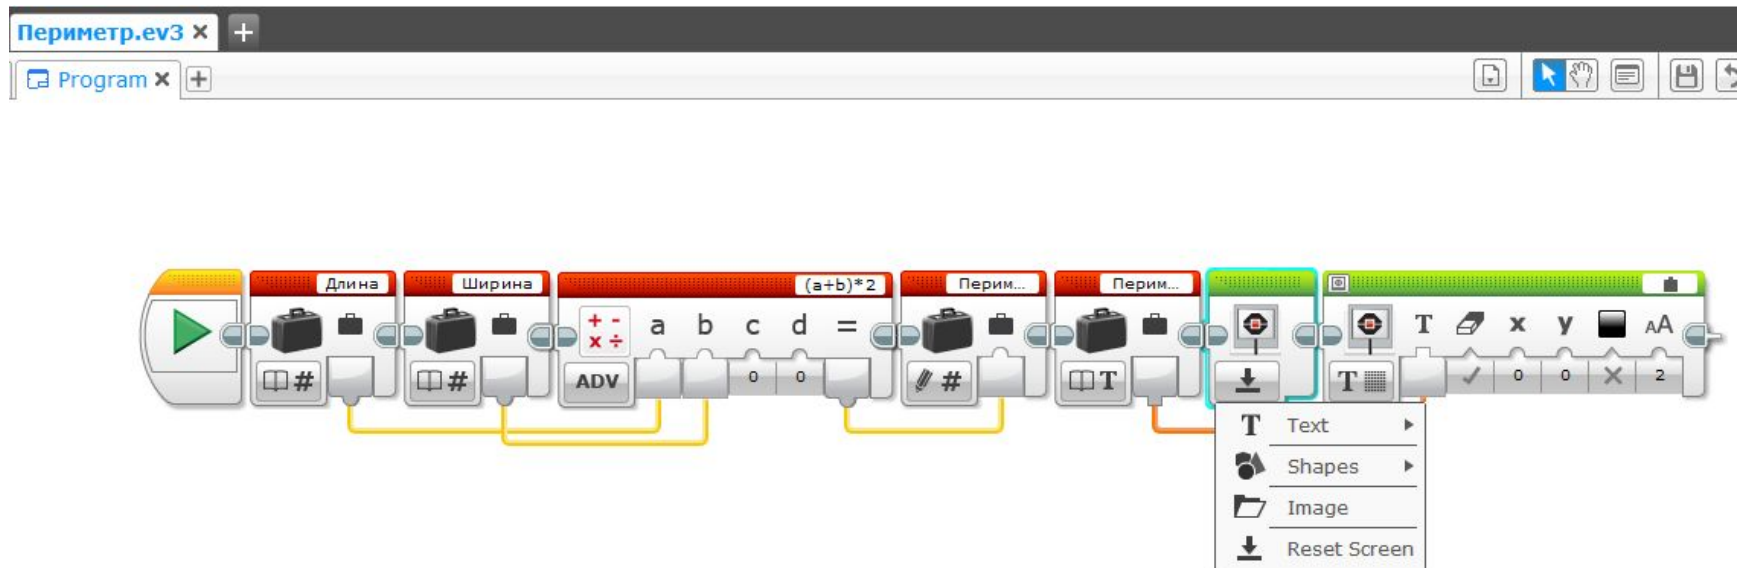 Периметр.ev3
Program
Длина
Ширина
(a+b)*2
Перим...
Перим...
a b c d =
T x y AA
# # ADV 0 0 # T T 0 0 2
Text
Shapes
Image
Reset Screen